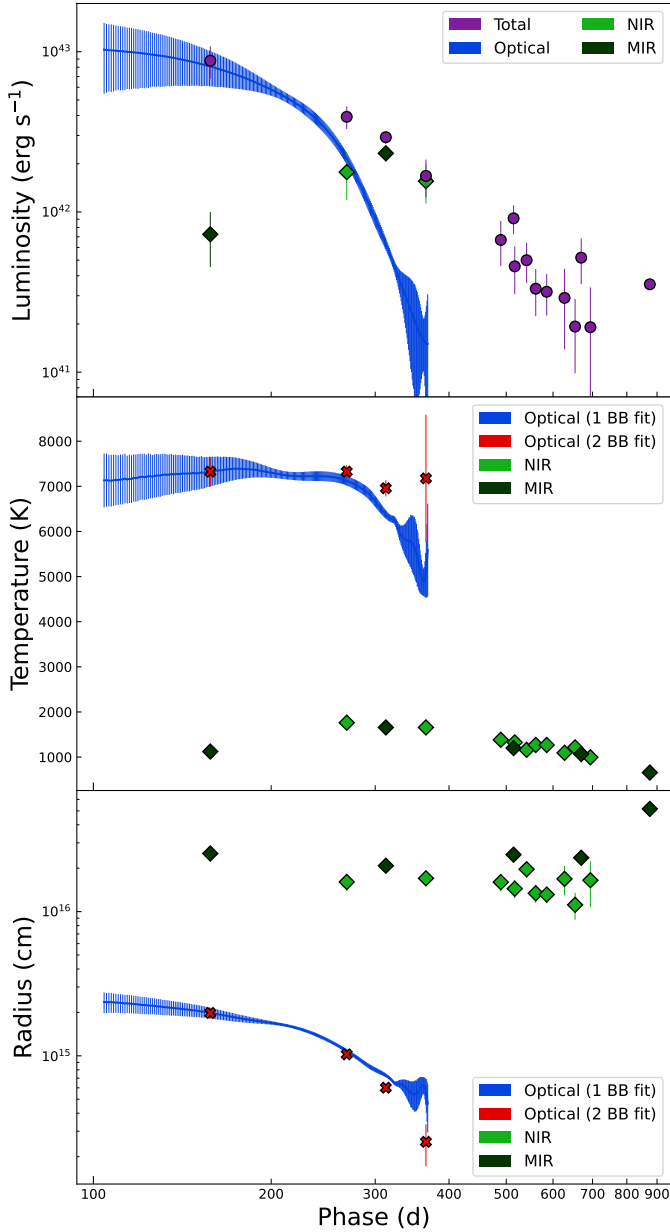 Total
Optical
NIR
MIR
10^43
10^42
10^41
Luminosity (erg s^−1)
Optical (1 BB fit)
Optical (2 BB fit)
NIR
MIR
8000
7000
6000
5000
4000
3000
2000
1000
Temperature (K)
10^16
10^15
Radius (cm)
Optical (1 BB fit)
Optical (2 BB fit)
NIR
MIR
100 200 300 400 500 600 700 800 900
Phase (d)